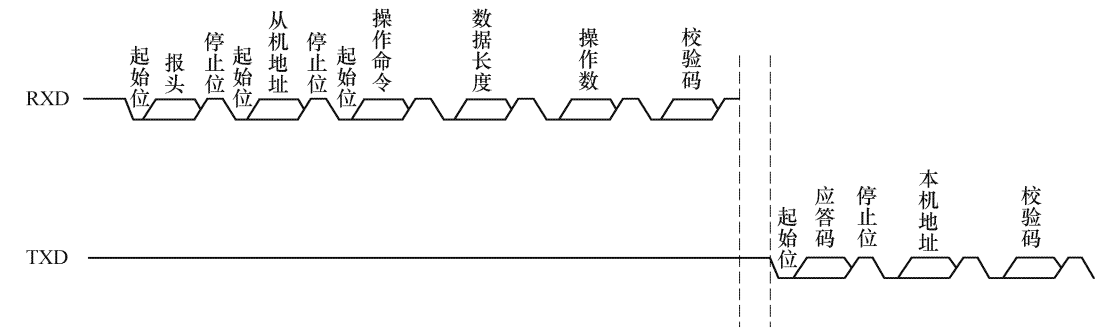 RXD
起始位
报头
停止位
起始位
从机地址
停止位
起始位
操作命令
数据长度
操作数
校验码
TXD
起始位
应答码
停止位
本机地址
校验码